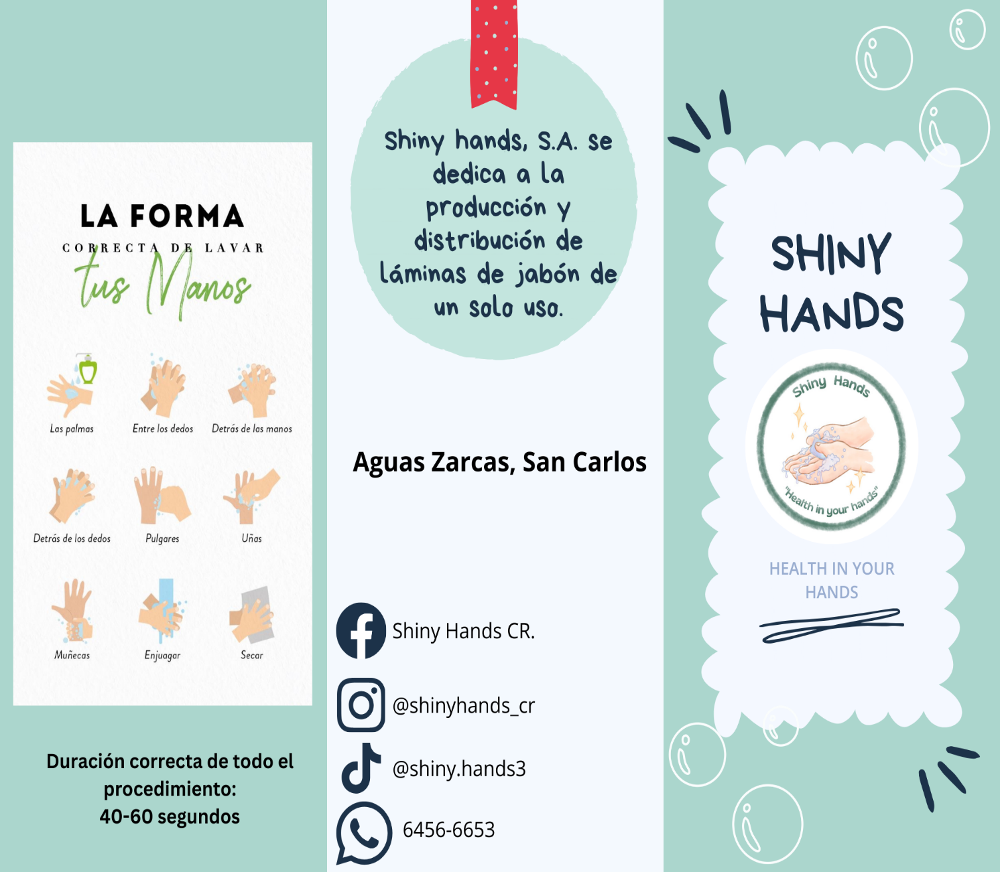 LA FORMA
CORRECTA DE LAVAR
tus Manos
Las palmas
Entre los dedos
Detrás de las manos
Detrás de los dedos
Pulgares
Uñas
Muñecas
Enjuagar
Secar
Duración correcta de todo el
procedimiento:
40-60 segundos
Shiny hands, S.A. se
dedica a la
producción y
distribución de
láminas de jabón de
un solo uso.
Aguas Zarcas, San Carlos
Shiny Hands CR.
@shinyhands_cr
@shiny.hands3
6456-6653
SHINY
HANDS
Shiny Hands
"Health in your hands"
HEALTH IN YOUR
HANDS